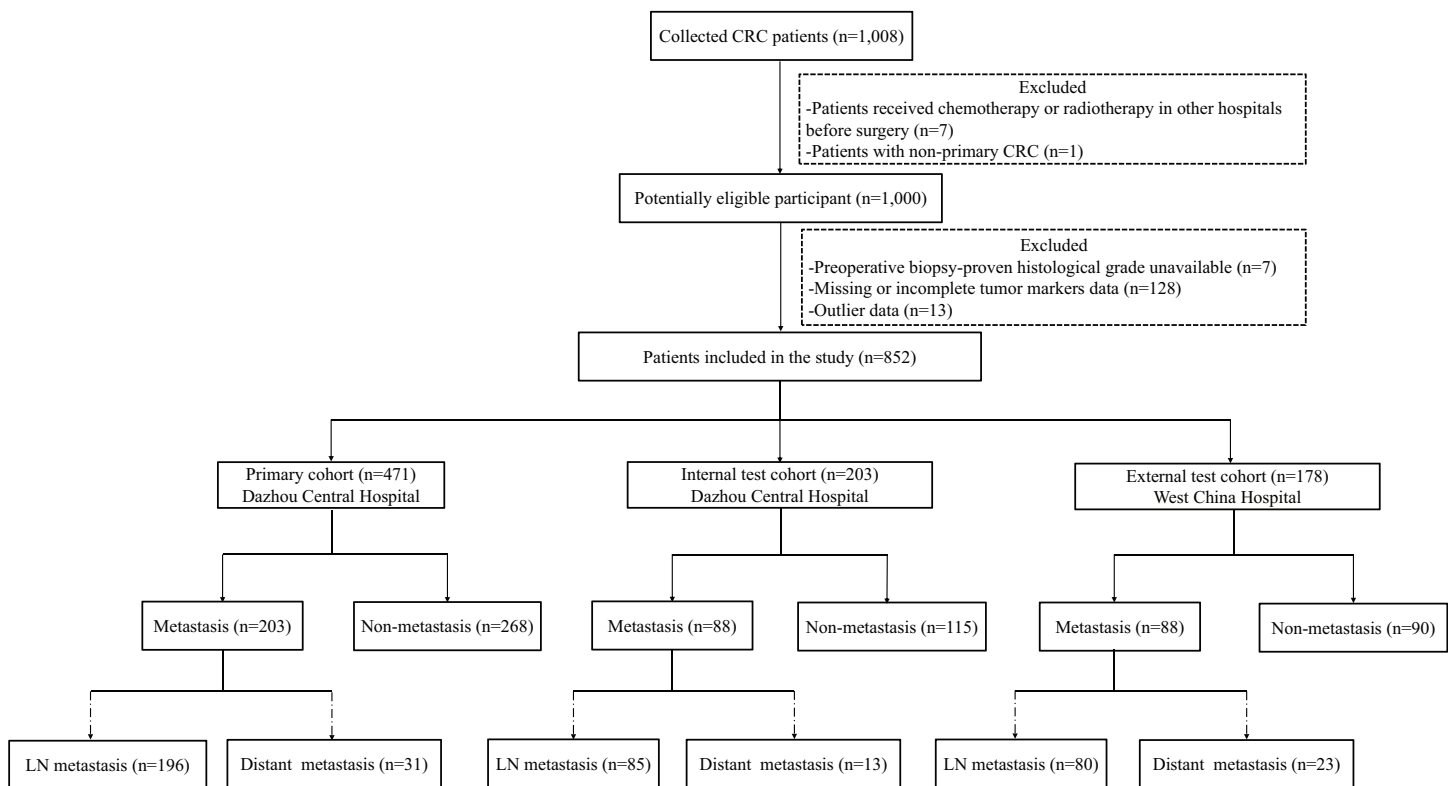 Collected CRC patients (n=1,008)
Excluded
-Patients received chemotherapy or radiotherapy in other hospitals
before surgery (n=7)
-Patients with non-primary CRC (n=1)
Potentially eligible participant (n=1,000)
Excluded
-Preoperative biopsy-proven histological grade unavailable (n=7)
-Missing or incomplete tumor markers data (n=128)
-Outlier data (n=13)
Patients included in the study (n=852)
Primary cohort (n=471)
Dazhou Central Hospital
Internal test cohort (n=203)
Dazhou Central Hospital
External test cohort (n=178)
West China Hospital
Metastasis (n=203)
Non-metastasis (n=268)
Metastasis (n=88)
Non-metastasis (n=115)
Metastasis (n=88)
Non-metastasis (n=90)
LN metastasis (n=196)
Distant metastasis (n=31)
LN metastasis (n=85)
Distant metastasis (n=13)
LN metastasis (n=80)
Distant metastasis (n=23)